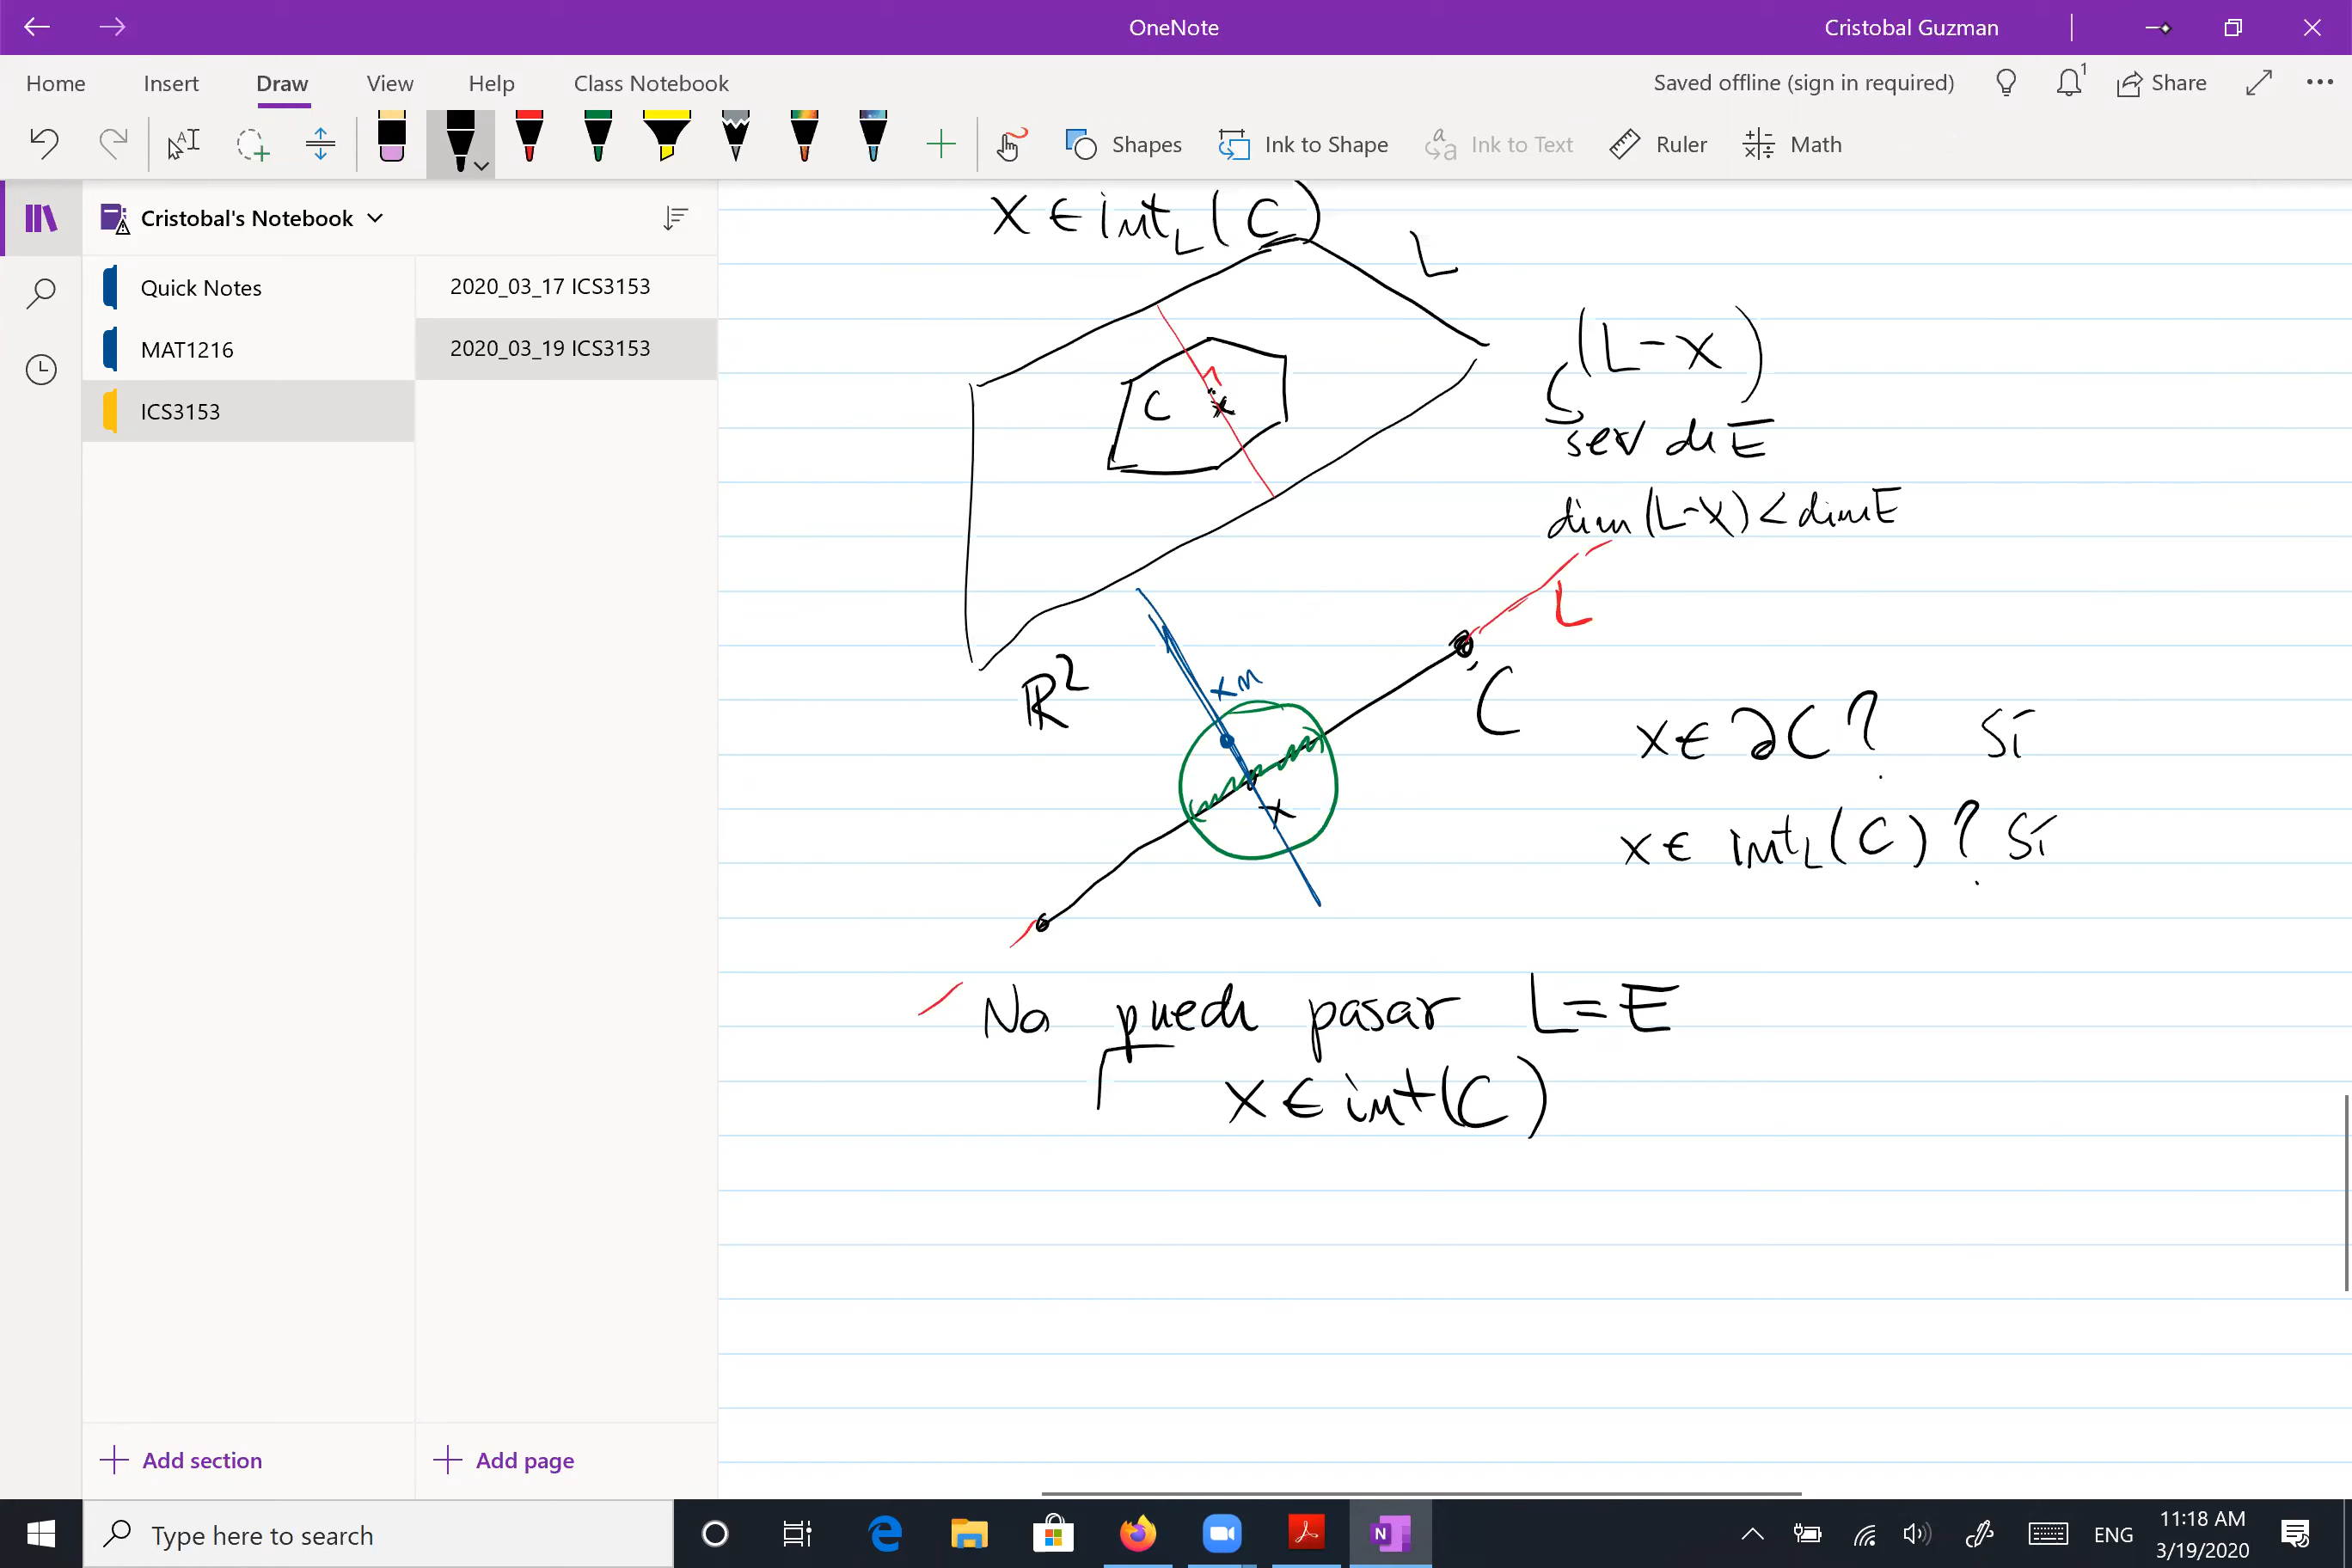 OneNote
Cristobal Guzman
Home Insert Draw View Help Class Notebook
Saved offline (sign in required)
1
Share
Shapes
Ink to Shape
Ink to Text
Ruler
Math
Cristobal's Notebook
Quick Notes
MAT1216
ICS3153
2020_03_17 ICS3153
2020_03_19 ICS3153
x ∈ int_L (C)
L
C x
(L-x)
sev de E
dim (L-x) < dim E
L
ℝ²
xn
C
x
x ∈ ∂C ? Sí
x ∈ int_L (C) ? Sí
No puede pasar L = E
x ∈ int (C)
Add section
Add page
Type here to search
ENG
11:18 AM
3/19/2020